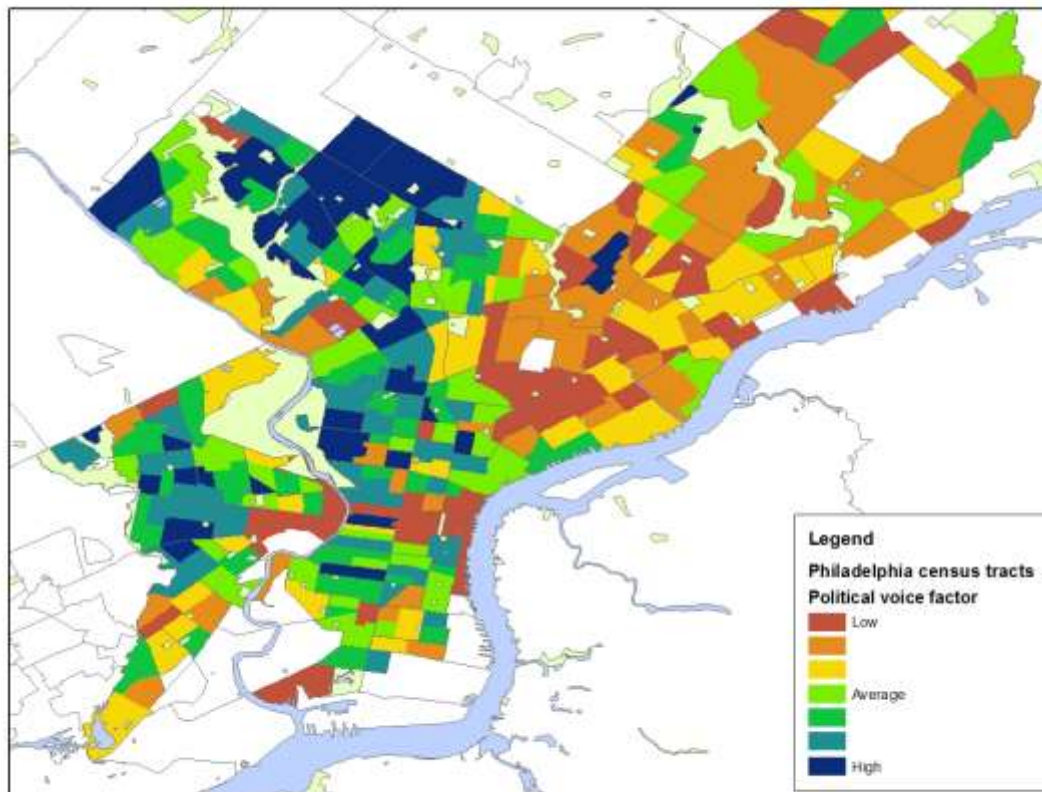 Legend
Philadelphia census tracts
Political voice factor
Low
Average
High